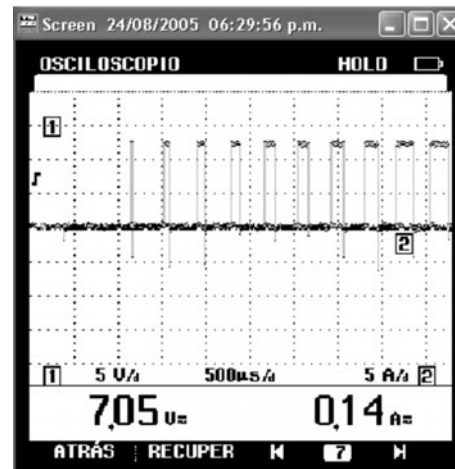 Screen 24/08/2005 06:29:56 p.m.
OSCILOSCOPIO HOLD
1
2
1 5 V/d 500µs/d 5 A/d 2
7,05 V= 0,14 A=
ATRÁS RECUPER 7